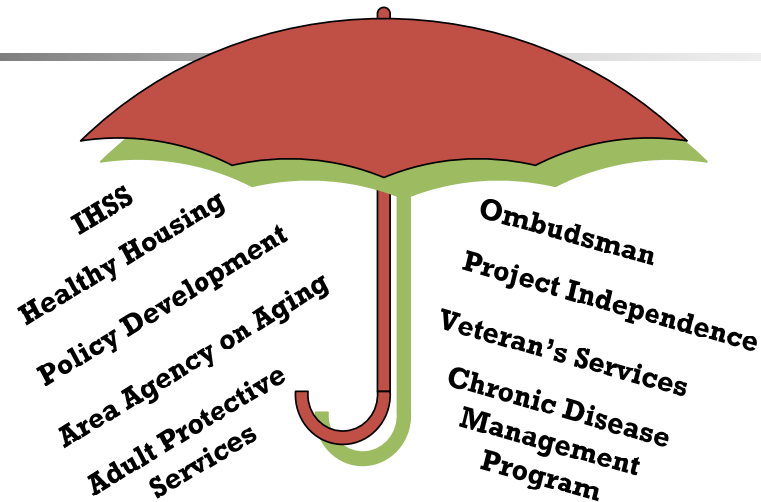 IHSS
Healthy Housing
Policy Development
Area Agency on Aging
Adult Protective
Services
Ombudsman
Project Independence
Veteran’s Services
Chronic Disease
Management
Program